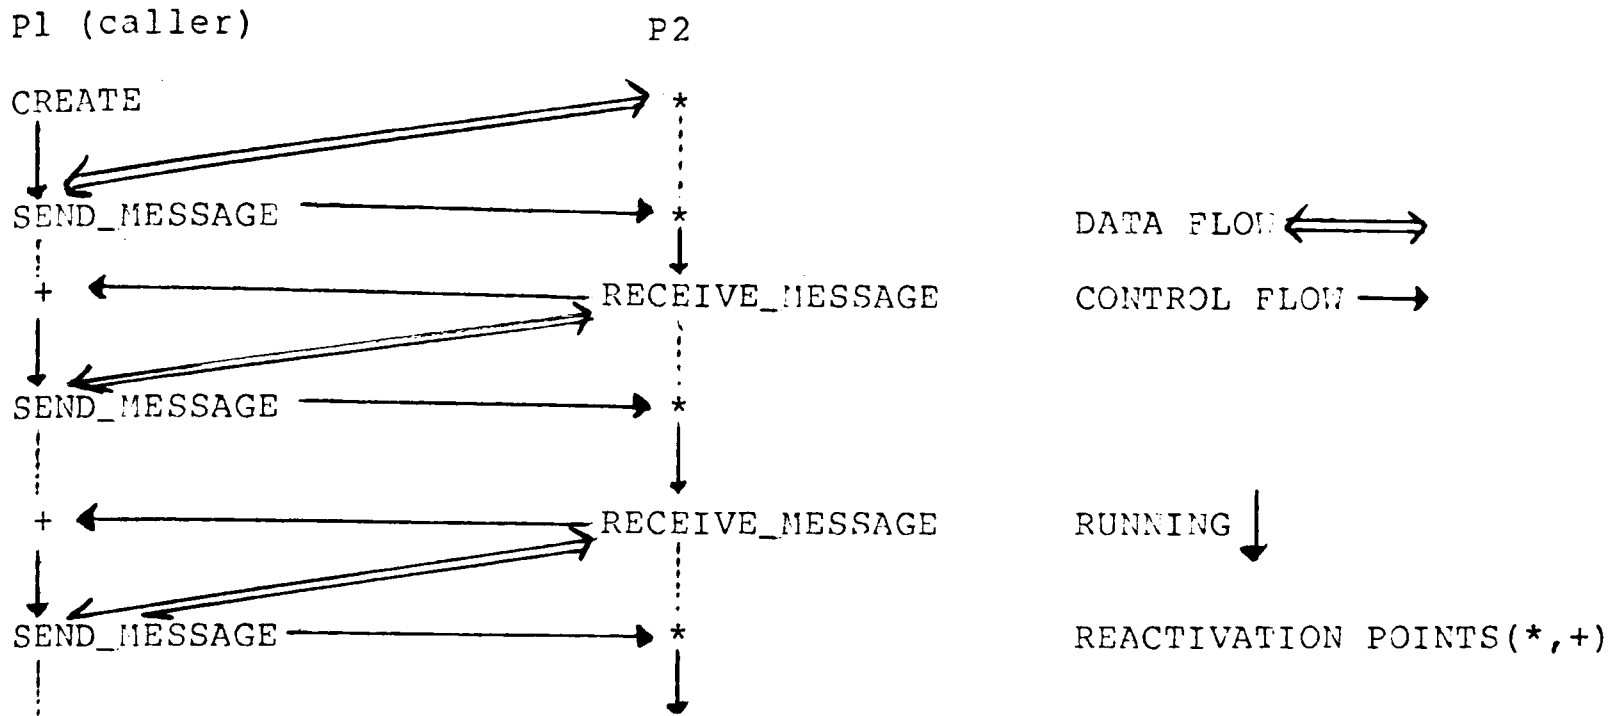 P1 (caller) P2
CREATE *
SEND_MESSAGE * DATA FLOW
+ RECEIVE_MESSAGE CONTROL FLOW
SEND_MESSAGE *
+ RECEIVE_MESSAGE RUNNING
SEND_MESSAGE * REACTIVATION POINTS(*,+)